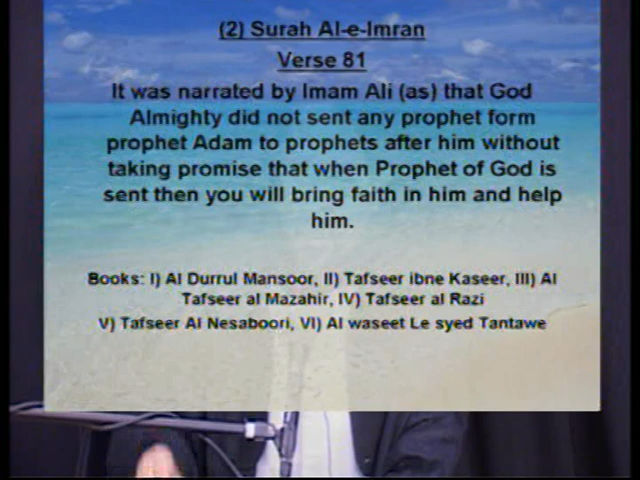 (2) Surah Al-e-Imran
Verse 81
It was narrated by Imam Ali (as) that God
Almighty did not sent any prophet form
prophet Adam to prophets after him without
taking promise that when Prophet of God is
sent then you will bring faith in him and help
him.
Books: I) Al Durrul Mansoor, II) Tafseer ibne Kaseer, III) Al
Tafseer al Mazahir, IV) Tafseer al Razi
V) Tafseer Al Nesaboori, VI) Al waseet Le syed Tantawe